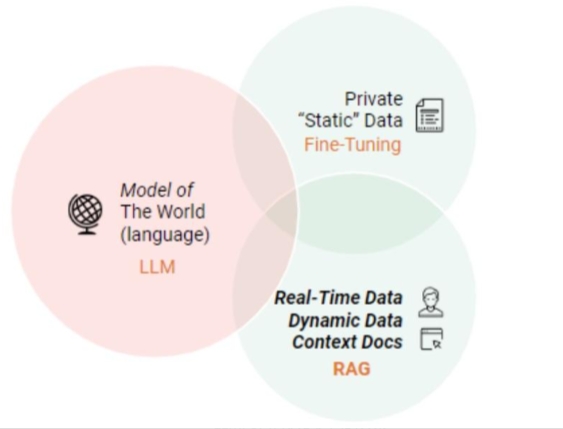 Private
“Static” Data
Fine-Tuning
Model of
The World
(language)
LLM
Real-Time Data
Dynamic Data
Context Docs
RAG